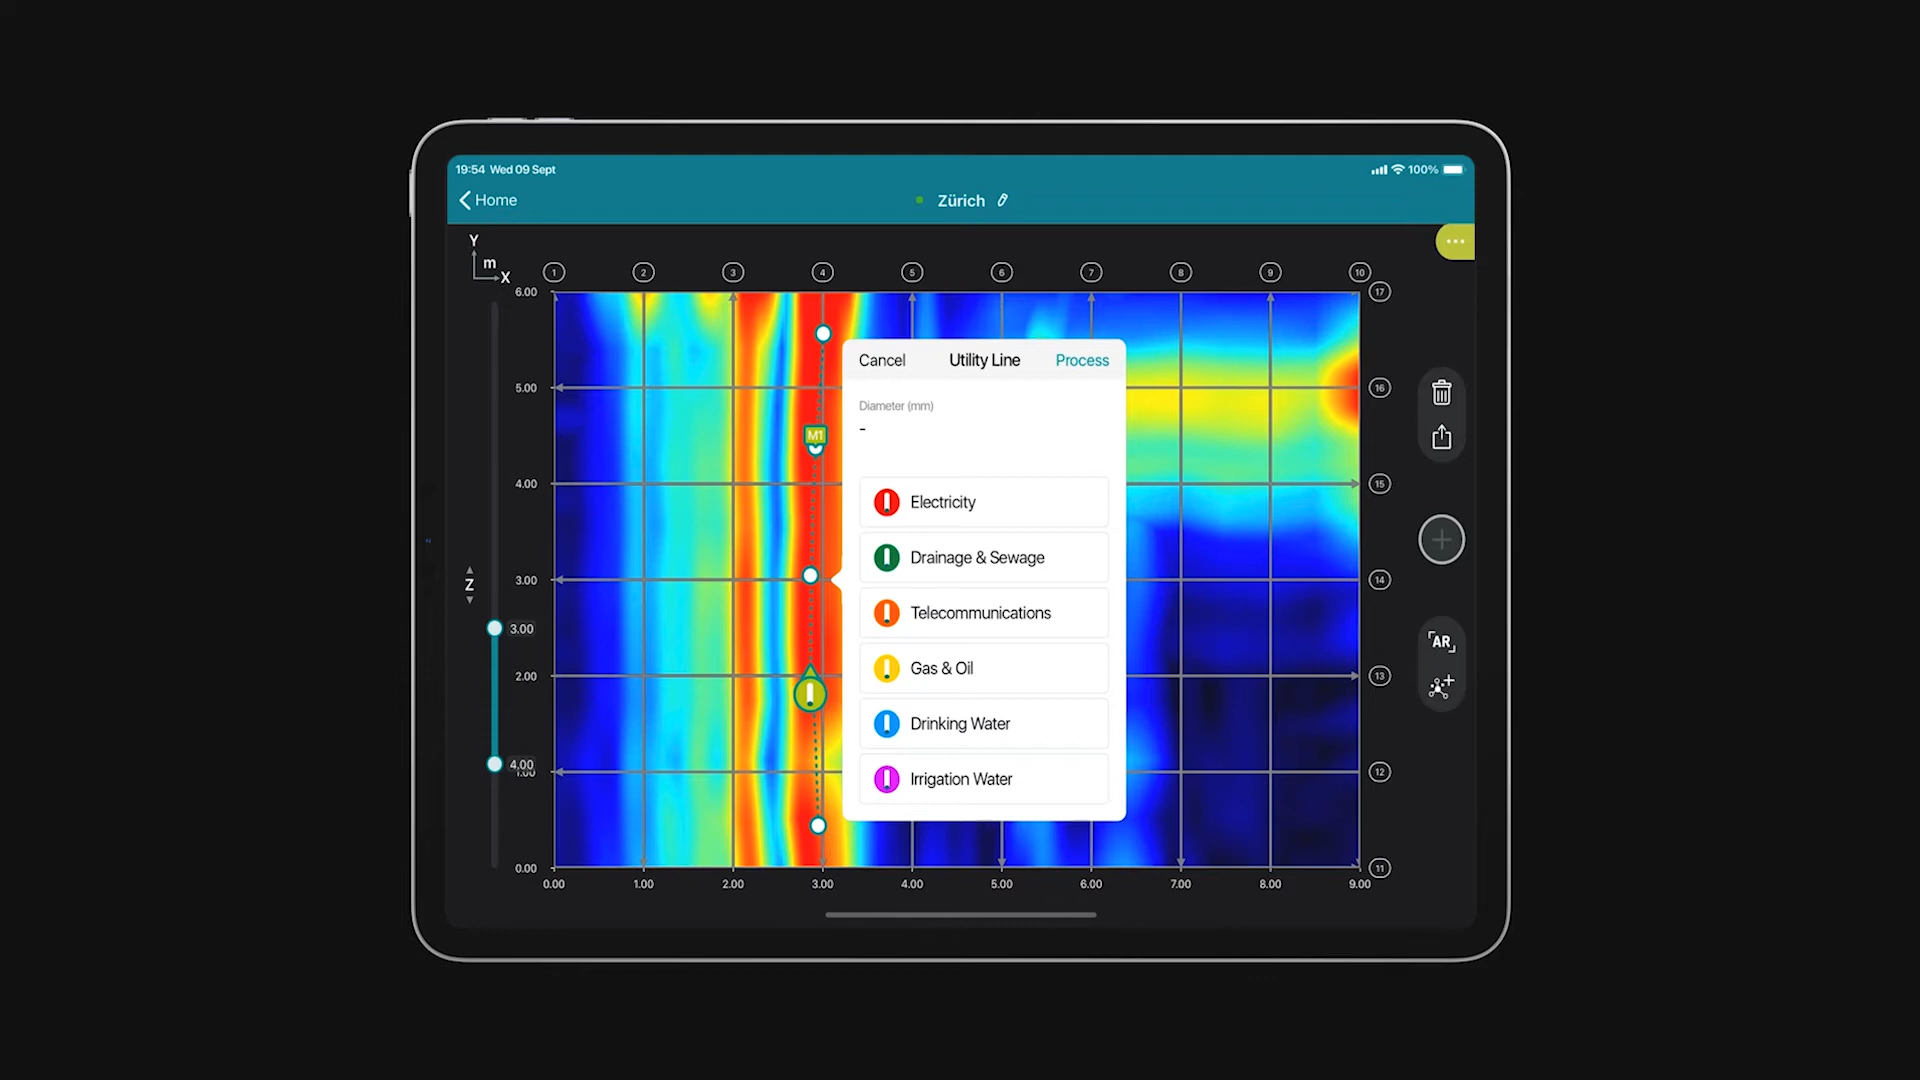 19:54 Wed 09 Sept
100%
Home
Zürich
Y
m
X
1 2 3 4 5 6 7 8 9 10
6.00
17
Cancel Utility Line Process
5.00
16
Diameter (mm)
-
M1
4.00
15
Electricity
Drainage & Sewage
Z
3.00
14
Telecommunications
3.00
AR
Gas & Oil
2.00
13
Drinking Water
4.00
1.00
12
Irrigation Water
0.00
11
0.00 1.00 2.00 3.00 4.00 5.00 6.00 7.00 8.00 9.00